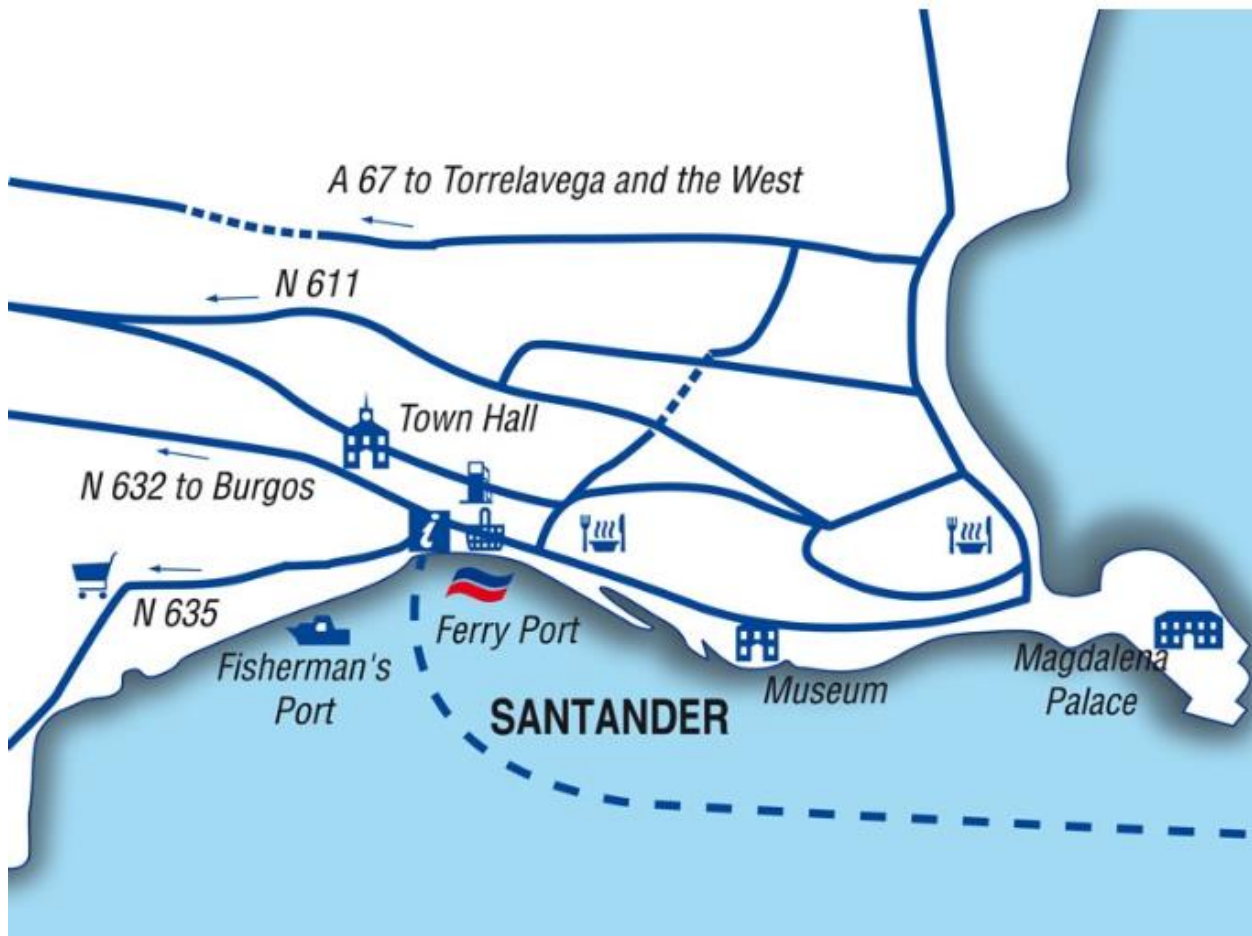 A 67 to Torrelavega and the West
N 611
Town Hall
N 632 to Burgos
i
N 635
Ferry Port
Fisherman's
Port
Museum
Magdalena
Palace
SANTANDER